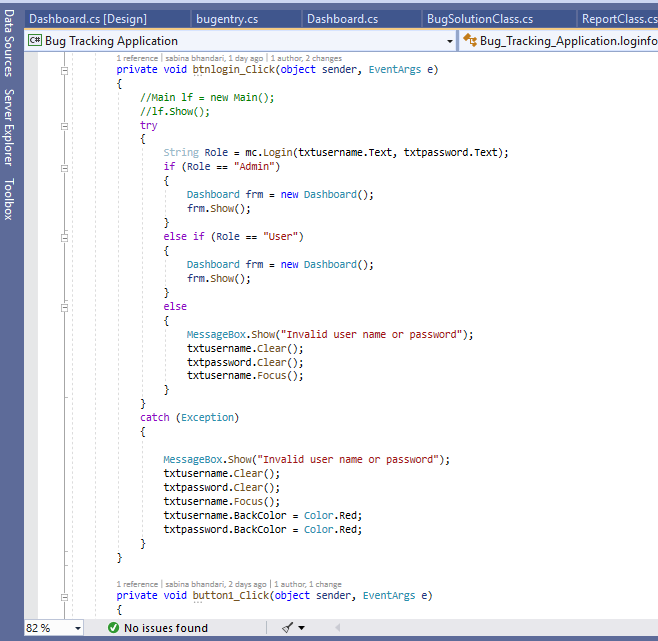 Dashboard.cs [Design]
bugentry.cs
Dashboard.cs
BugSolutionClass.cs
ReportClass.cs
Data Sources
Server Explorer
Toolbox
C# Bug Tracking Application
Bug_Tracking_Application.loginfo
1 reference | sabina bhandari, 1 day ago | 1 author, 2 changes
private void btnlogin_Click(object sender, EventArgs e)
{
//Main lf = new Main();
//lf.Show();
try
{
String Role = mc.Login(txtusername.Text, txtpassword.Text);
if (Role == "Admin")
{
Dashboard frm = new Dashboard();
frm.Show();
}
else if (Role == "User")
{
Dashboard frm = new Dashboard();
frm.Show();
}
else
{
MessageBox.Show("Invalid user name or password");
txtusername.Clear();
txtpassword.Clear();
txtusername.Focus();
}
}
catch (Exception)
{
MessageBox.Show("Invalid user name or password");
txtusername.Clear();
txtpassword.Clear();
txtusername.Focus();
txtusername.BackColor = Color.Red;
txtpassword.BackColor = Color.Red;
}
}
1 reference | sabina bhandari, 2 days ago | 1 author, 1 change
private void button1_Click(object sender, EventArgs e)
{
82 %
No issues found